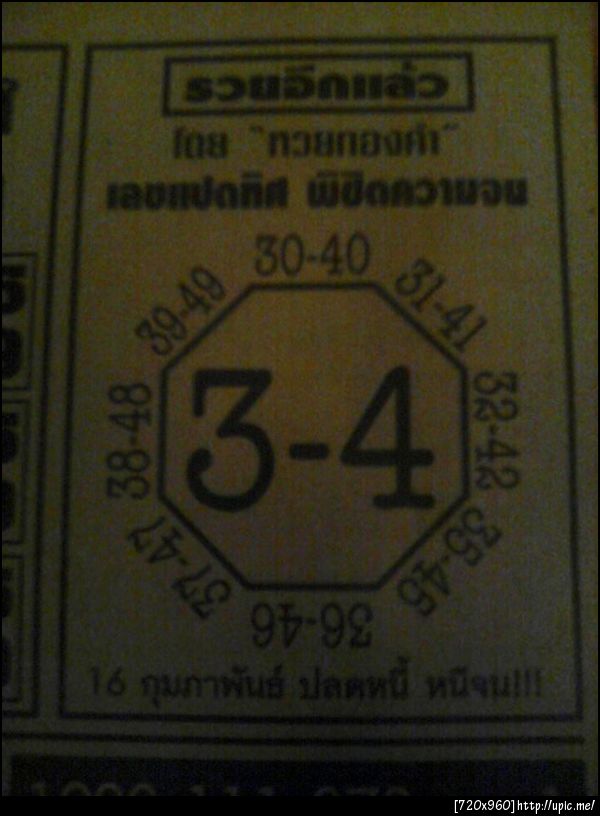 รวยอีกแล้ว
โดย "หวยทองคำ"
เลขแปดทิศ พิชิตความจน
30-40
39-49
31-41
3-4
38-48
32-42
37-47
35-45
36-46
16 กุมภาพันธ์ ปลดหนี้ หนีจน!!!
[720x960]http://upic.me/